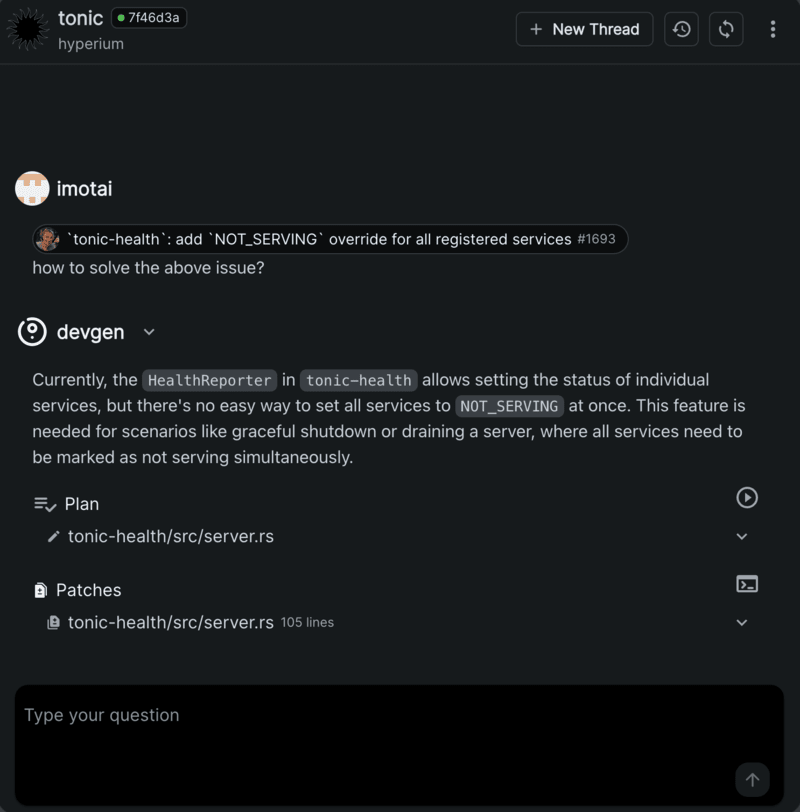 tonic 7f46d3a
hyperium
+ New Thread
imotai
`tonic-health`: add `NOT_SERVING` override for all registered services #1693
how to solve the above issue?
devgen
Currently, the HealthReporter in tonic-health allows setting the status of individual
services, but there's no easy way to set all services to NOT_SERVING at once. This feature is
needed for scenarios like graceful shutdown or draining a server, where all services need to
be marked as not serving simultaneously.
Plan
tonic-health/src/server.rs
Patches
tonic-health/src/server.rs 105 lines
Type your question